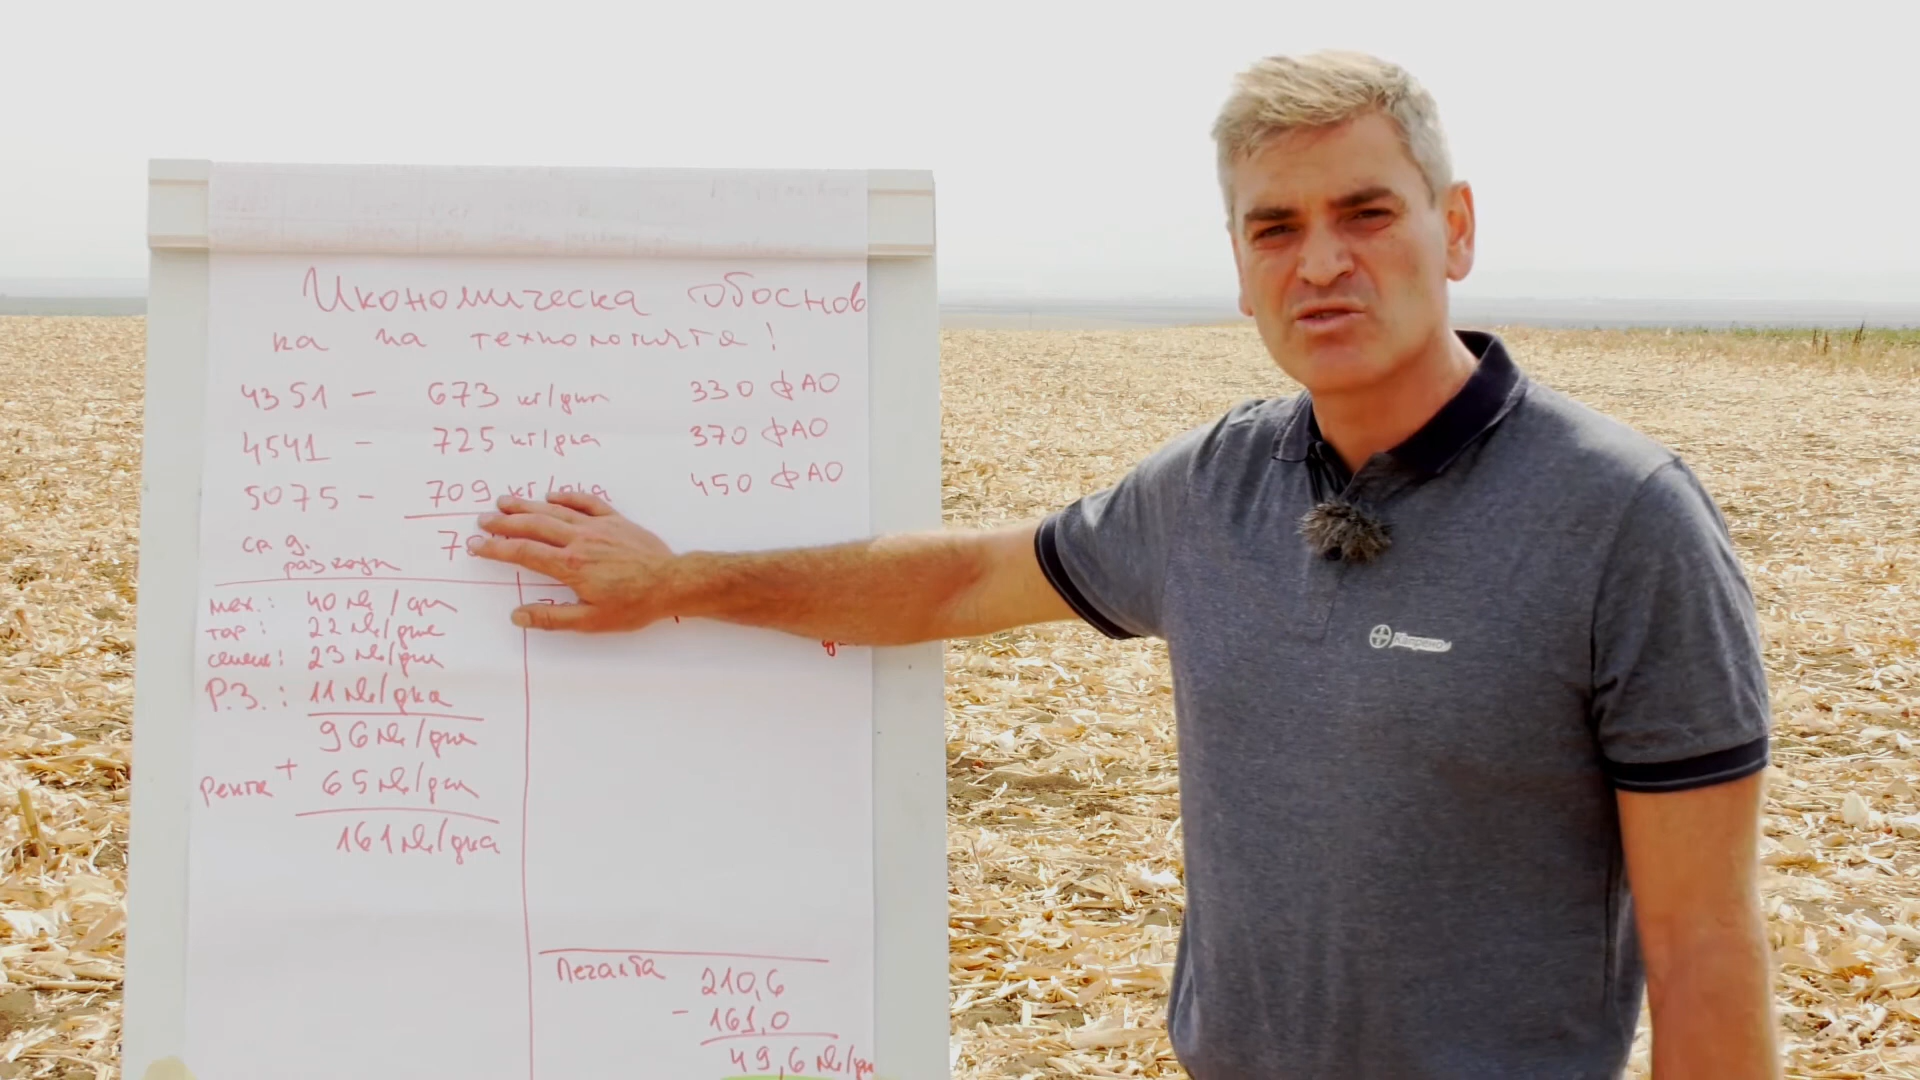 Икономическа обоснов
ка на технологията!
4351 - 673 кг/дка 330 ФАО
4541 - 725 кг/дка 370 ФАО
5075 - 709 кг/дка 450 ФАО
ср. д. 70
разходи
мех.: 40 лв/дка
тор: 22 лв/дка
семена: 23 лв/дка
Р.З.: 11 лв/дка
96 лв/дка
рента + 65 лв/дка
161 лв/дка
Печалба 210,6
- 161,0
49,6 лв/дк
Капрено